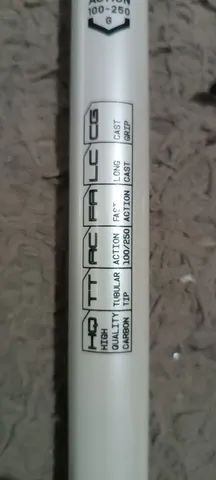 ACTION
100-250
G
HQ TT AC FA LC CG
HIGH TUBULAR ACTION FAST LONG CAST
QUALITY TIP 100/250 ACTION CAST GRIP
CARBON